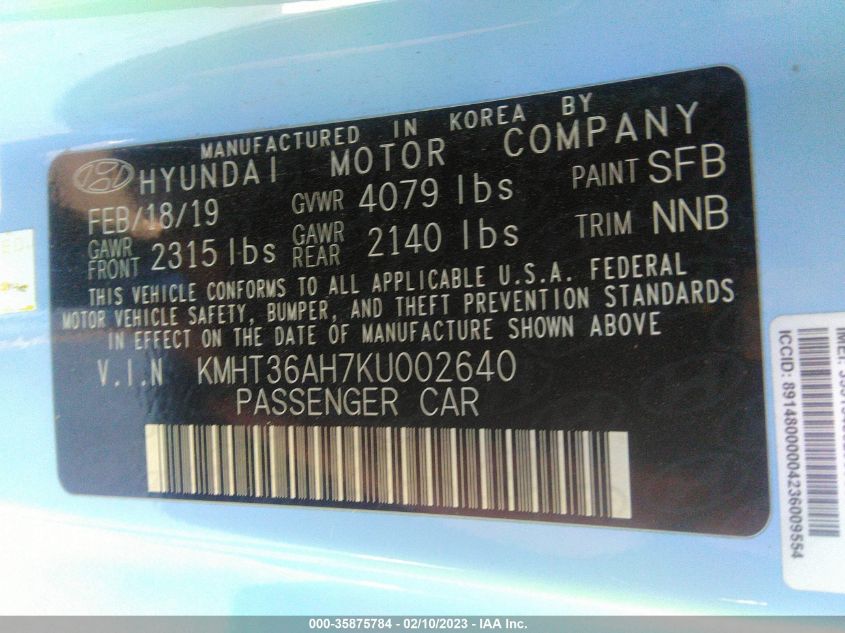 MANUFACTURED IN KOREA BY
HYUNDAI MOTOR COMPANY
FEB/18/19 GVWR 4079 lbs PAINT SFB
GAWR FRONT 2315 lbs GAWR REAR 2140 lbs TRIM NNB
THIS VEHICLE CONFORMS TO ALL APPLICABLE U.S.A. FEDERAL
MOTOR VEHICLE SAFETY, BUMPER, AND THEFT PREVENTION STANDARDS
IN EFFECT ON THE DATE OF MANUFACTURE SHOWN ABOVE
V.I.N KMHT36AH7KU002640
PASSENGER CAR
ICCID: 89148000004236009554
IMEI:
000-35875784 - 02/10/2023 - IAA Inc.